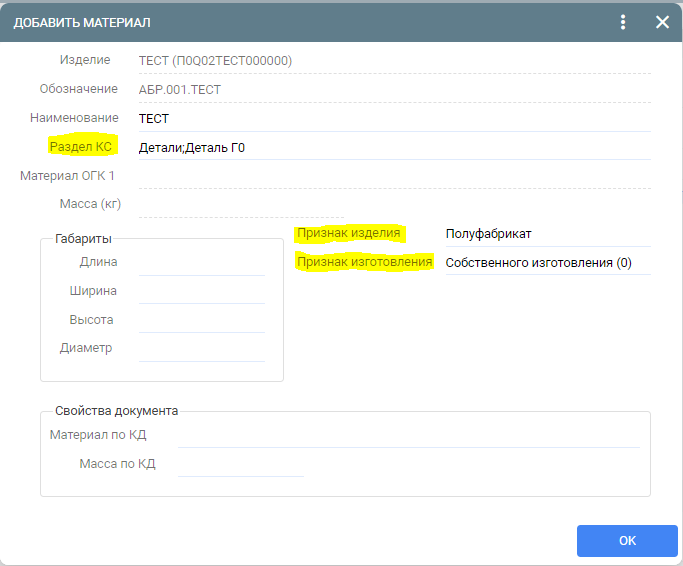 ДОБАВИТЬ МАТЕРИАЛ
Изделие ТЕСТ (П0Q02ТЕСТ000000)
Обозначение АБР.001.ТЕСТ
Наименование ТЕСТ
Раздел КС Детали;Деталь Г0
Материал ОГК 1
Масса (кг)
Габариты
Длина
Ширина
Высота
Диаметр
Признак изделия Полуфабрикат
Признак изготовления Собственного изготовления (0)
Свойства документа
Материал по КД
Масса по КД
ОК